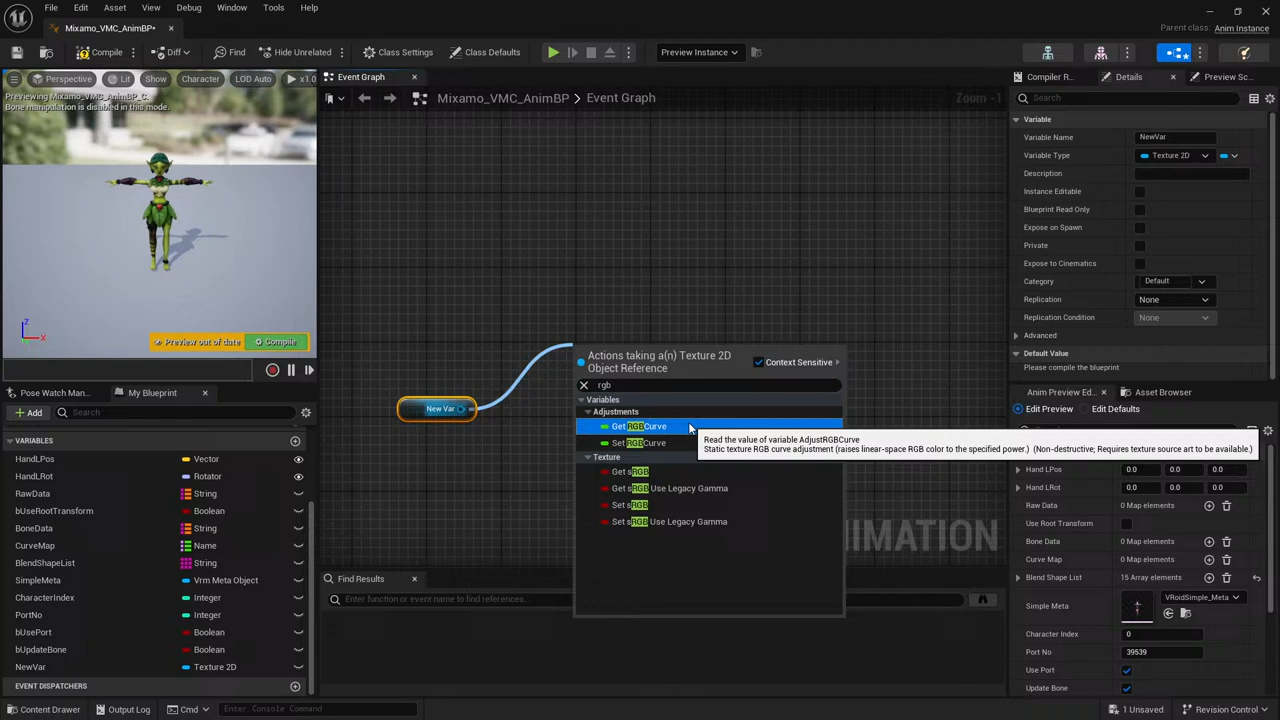 File Edit Asset View Debug Window Tools Help
Mixamo_VMC_AnimBP*
Parent class: Anim Instance
Compile Diff Find Hide Unrelated Class Settings Class Defaults Preview Instance
Perspective Lit Show Character LOD Auto x1.0
Previewing Mixamo_VMC_AnimBP_C.
Bone manipulation is disabled in this mode.
Z
X
Preview out of date Compile
Pose Watch Man... My Blueprint
Add Search
VARIABLES
HandLPos Vector
HandLRot Rotator
RawData String
bUseRootTransform Boolean
BoneData String
CurveMap Name
BlendShapeList String
SimpleMeta Vrm Meta Object
CharacterIndex Integer
PortNo Integer
bUsePort Boolean
bUpdateBone Boolean
NewVar Texture 2D
EVENT DISPATCHERS
Event Graph
Mixamo_VMC_AnimBP > Event Graph
Zoom -1
New Var
Actions taking a(n) Texture 2D
Object Reference
Context Sensitive
rgb
Variables
Adjustments
Get RGBCurve
Set RGBCurve
Texture
Get sRGB
Get sRGB Use Legacy Gamma
Set sRGB
Set sRGB Use Legacy Gamma
Read the value of variable AdjustRGBCurve
Static texture RGB curve adjustment (raises linear-space RGB color to the specified power.) (Non-destructive; Requires texture source art to be available.)
NIMATION
Find Results
Enter function or event name to find references...
Compiler R... Details Preview Sc...
Search
Variable
Variable Name NewVar
Variable Type Texture 2D
Description
Instance Editable
Blueprint Read Only
Expose on Spawn
Private
Expose to Cinematics
Category Default
Replication None
Replication Condition None
Advanced
Default Value
Please compile the blueprint
Anim Preview Ed... Asset Browser
Edit Preview Edit Defaults
Hand LPos 0.0 0.0 0.0
Hand LRot 0.0 0.0 0.0
Raw Data 0 Map elements
Use Root Transform
Bone Data 0 Map elements
Curve Map 0 Map elements
Blend Shape List 15 Array elements
Simple Meta VRoidSimple_Meta
Character Index 0
Port No 39539
Use Port
Update Bone
Content Drawer Output Log Cmd Enter Console Command 1 Unsaved Revision Control